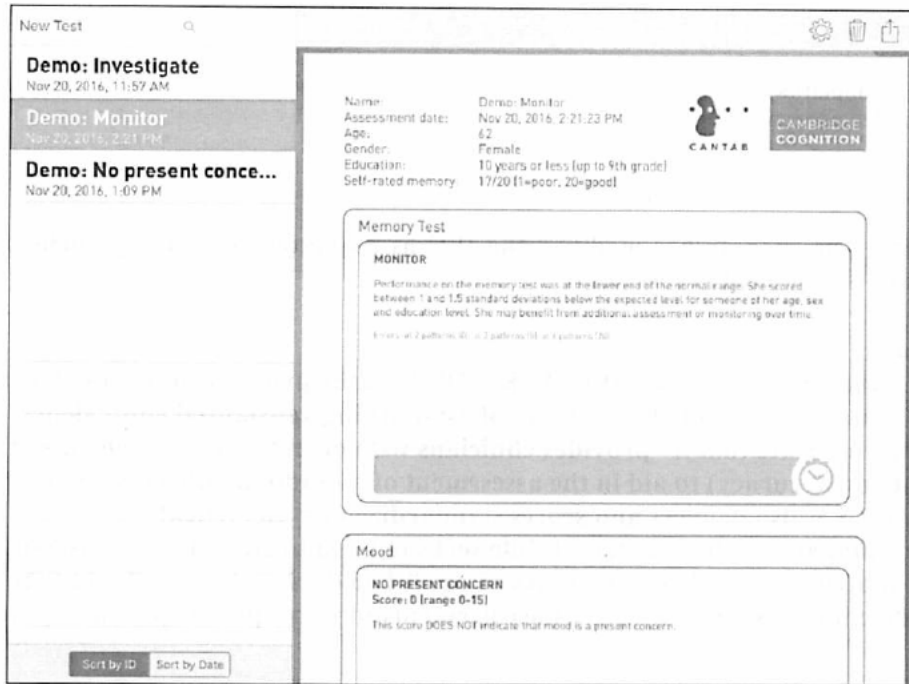 New Test
Demo: Investigate
Nov 20, 2016, 11:57 AM
Demo: Monitor
Nov 20, 2016, 2:21 PM
Demo: No present conce...
Nov 20, 2016, 1:09 PM
Sort by ID
Sort by Date
Name: Demo: Monitor
Assessment date: Nov 20, 2016, 2:21:23 PM
Age: 62
Gender: Female
Education: 10 years or less (up to 9th grade)
Self-rated memory 17/20 (1=poor, 20=good)
CANTAB
CAMBRIDGE
COGNITION
Memory Test
MONITOR
Performance on the memory test was at the lower end of the normal range. She scored
between 1 and 1.5 standard deviations below the expected level for someone of her age, sex
and education level. She may benefit from additional assessment or monitoring over time.
Errors at 2 patterns
Mood
NO PRESENT CONCERN
Score: 0 (range 0-15)
This score DOES NOT indicate that mood is a present concern.